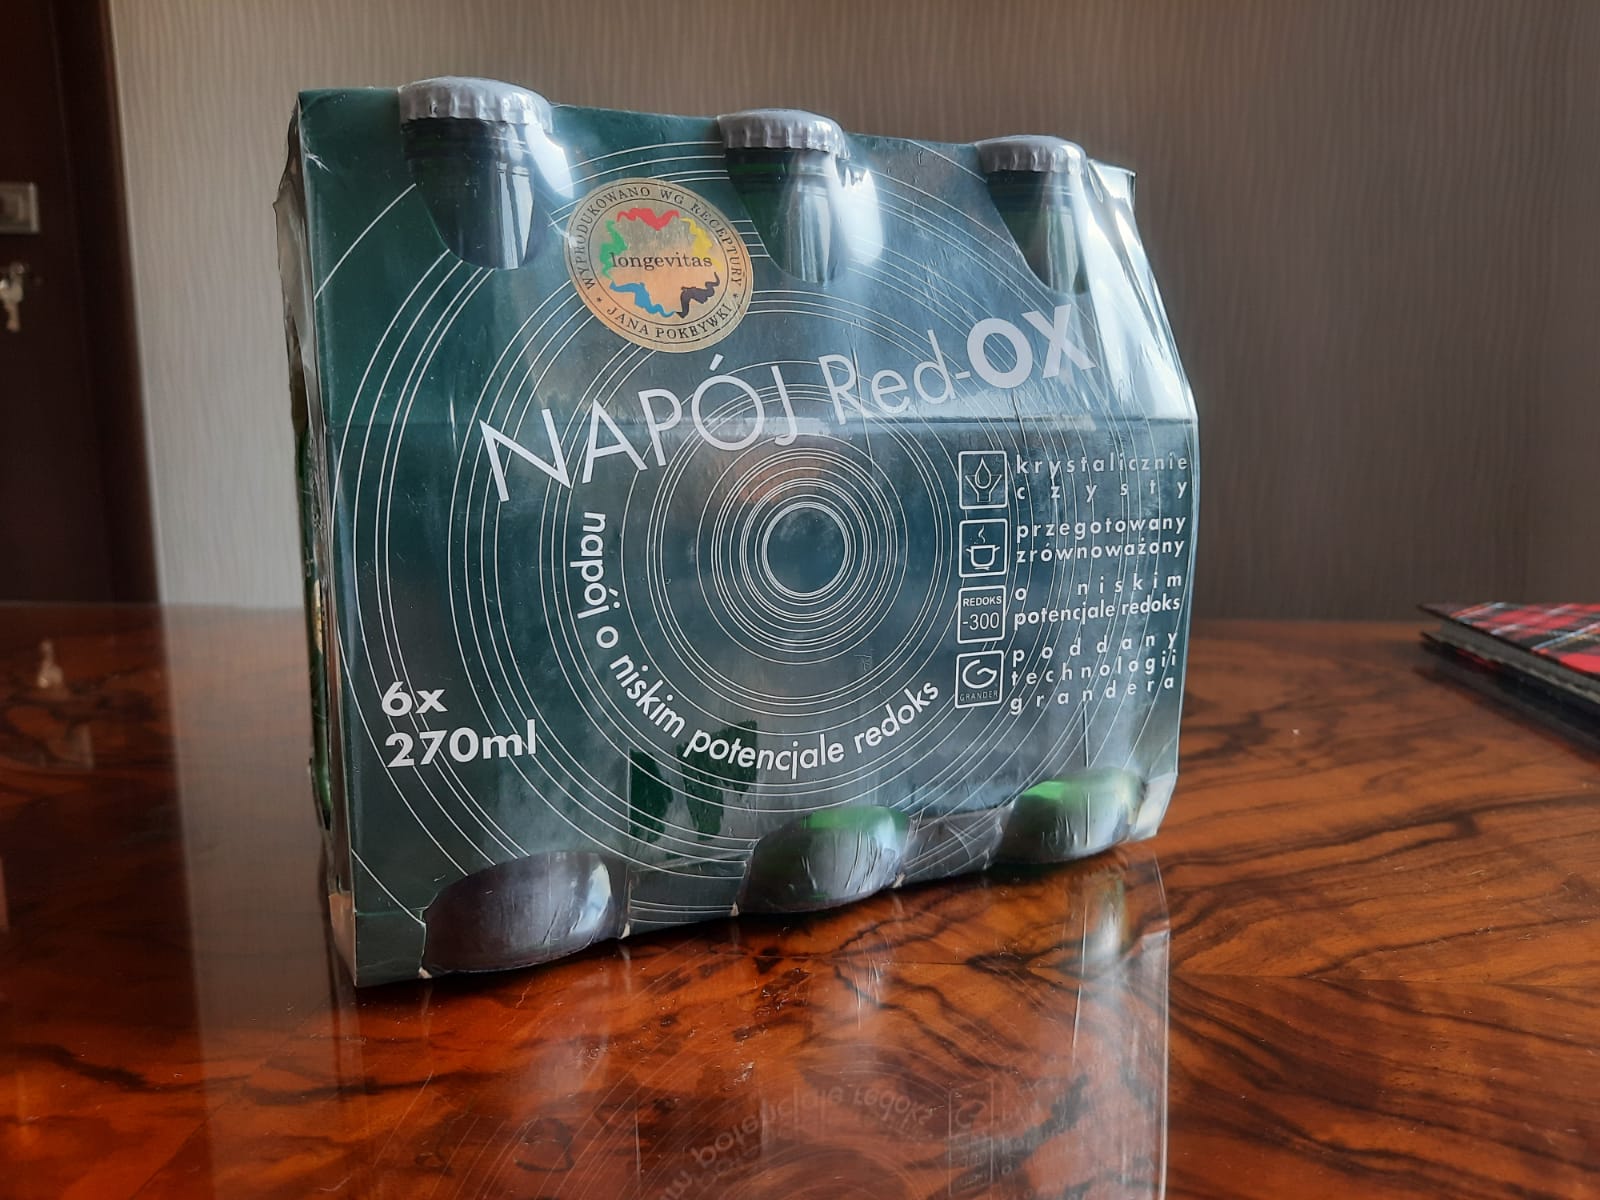 WYPRODUKOWANO WG RECEPTURY
longevitas
JANA POKRYWKI
NAPÓJ Red-OX
napój o niskim potencjale redoks
6x
270ml
krystalicznie
czysty
przegotowany
zrównoważony
REDOKS
-300
o niskim
potencjale redoks
GRANDER
poddany
technologii
grandera